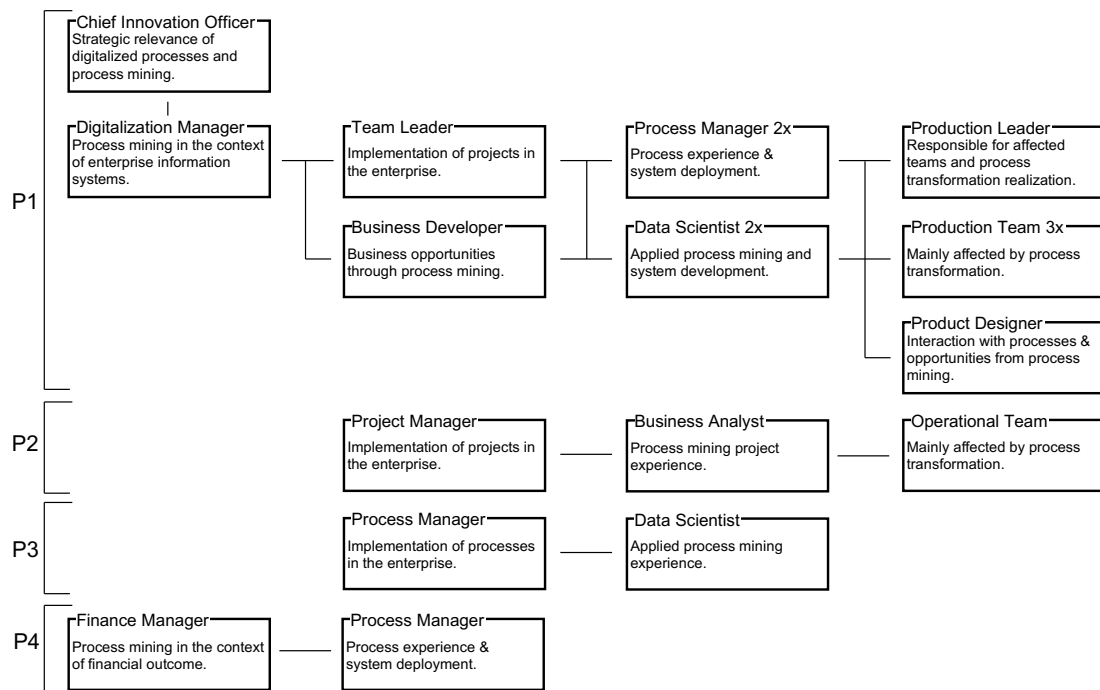 P1
Chief Innovation Officer
Strategic relevance of
digitalized processes and
process mining.
Digitalization Manager
Process mining in the context
of enterprise information
systems.
Team Leader
Implementation of projects in
the enterprise.
Business Developer
Business opportunities
through process mining.
Process Manager 2x
Process experience &
system deployment.
Data Scientist 2x
Applied process mining and
system development.
Production Leader
Responsible for affected
teams and process
transformation realization.
Production Team 3x
Mainly affected by process
transformation.
Product Designer
Interaction with processes &
opportunities from process
mining.
P2
Project Manager
Implementation of projects in
the enterprise.
Business Analyst
Process mining project
experience.
Operational Team
Mainly affected by process
transformation.
P3
Process Manager
Implementation of processes
in the enterprise.
Data Scientist
Applied process mining
experience.
P4
Finance Manager
Process mining in the context
of financial outcome.
Process Manager
Process experience &
system deployment.